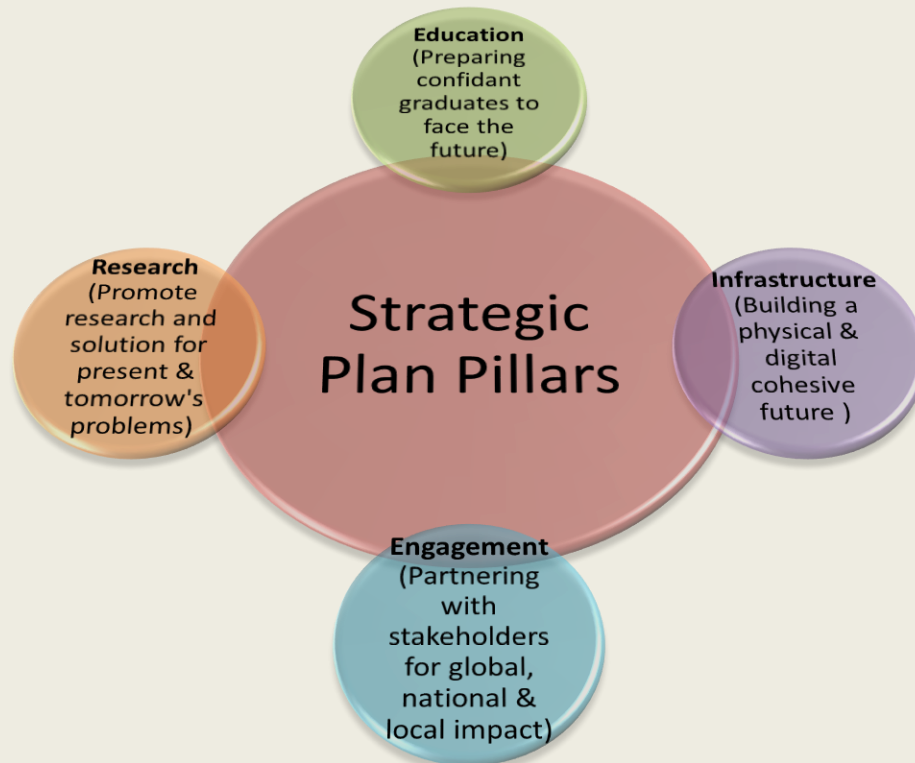 Education
(Preparing
confidant
graduates to
face the
future)
Research
(Promote
research and
solution for
present &
tomorrow's
problems)
Strategic
Plan Pillars
Infrastructure
(Building a
physical &
digital
cohesive
future )
Engagement
(Partnering
with
stakeholders
for global,
national &
local impact)